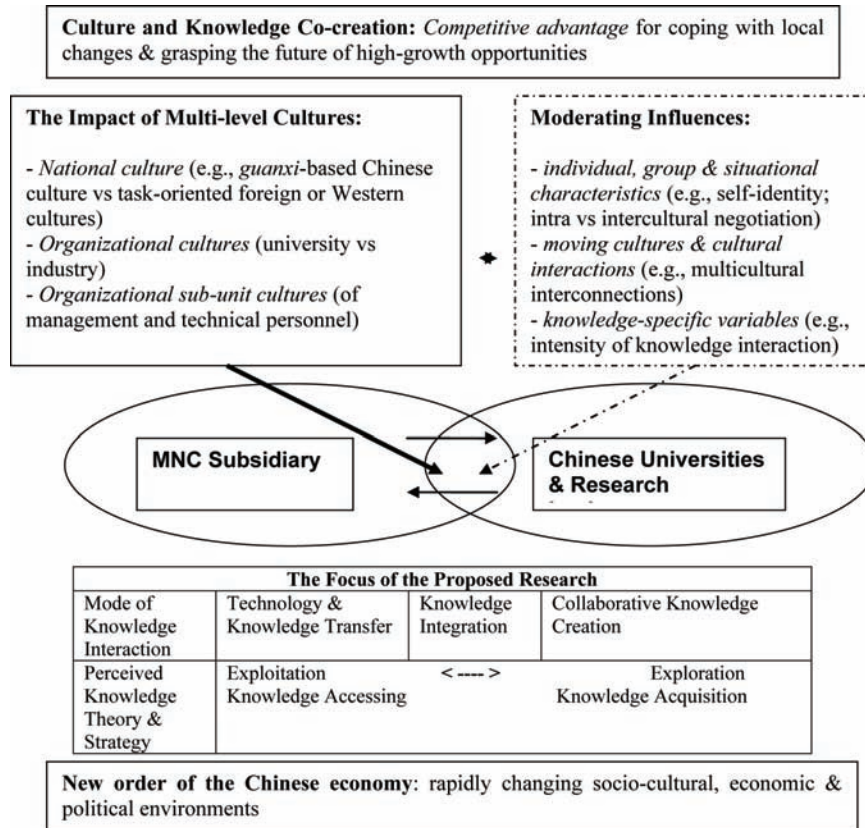 Culture and Knowledge Co-creation: Competitive advantage for coping with local
changes & grasping the future of high-growth opportunities
The Impact of Multi-level Cultures:
- National culture (e.g., guanxi-based Chinese
culture vs task-oriented foreign or Western
cultures)
- Organizational cultures (university vs
industry)
- Organizational sub-unit cultures (of
management and technical personnel)
Moderating Influences:
- individual, group & situational
characteristics (e.g., self-identity;
intra vs intercultural negotiation)
- moving cultures & cultural
interactions (e.g., multicultural
interconnections)
- knowledge-specific variables (e.g.,
intensity of knowledge interaction)
MNC Subsidiary
Chinese Universities
& Research
The Focus of the Proposed Research
Mode of
Knowledge
Interaction
Technology &
Knowledge Transfer
Knowledge
Integration
Collaborative Knowledge
Creation
Perceived
Knowledge
Theory &
Strategy
Exploitation < ---- > Exploration
Knowledge Accessing Knowledge Acquisition
New order of the Chinese economy: rapidly changing socio-cultural, economic &
political environments